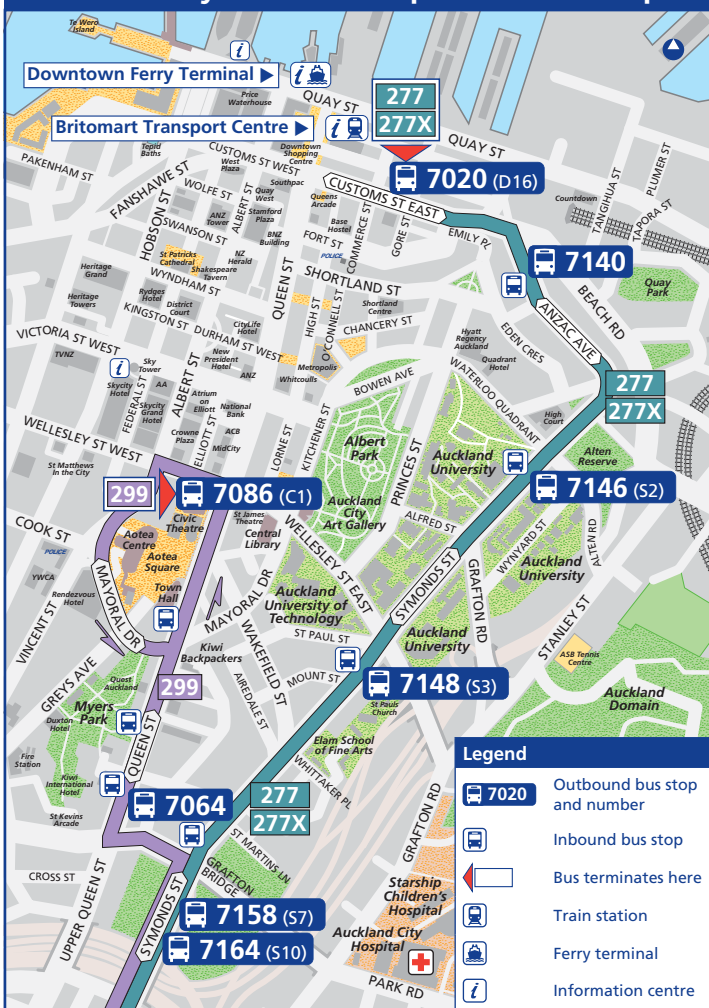 Te Wero
Island
Downtown Ferry Terminal ▶
Price
Waterhouse
QUAY ST
277
277X
QUAY ST
Britomart Transport Centre ▶
Tepid
Baths
CUSTOMS ST WEST
Downtown
Shopping
Centre
7020 (D16)
PAKENHAM ST
FANSHAWE ST
West
Plaza
Southpac
WOLFE ST
ALBERT ST
Quay
West
Queens
Arcade
CUSTOMS ST EAST
Countdown
TANGIHUA ST
PLUMER ST
TAPORA ST
HOBSON ST
ANZ
Tower
Stamford
Plaza
SWANSON ST
BNZ
Building
Base
Hostel
COMMERCE ST
GORE ST
EMILY PL
FORT ST
POLICE
7140
St Patricks
Cathedral
NZ
Herald
Shakespeare
Tavern
WYNDHAM ST
QUEEN ST
SHORTLAND ST
Heritage
Grand
Quay
Park
BEACH RD
Rydges
Hotel
District
Court
Heritage
Towers
KINGSTON ST
HIGH ST
O'CONNELL ST
Shortland
Centre
CHANCERY ST
ANZAC AVE
EDEN CRES
CityLife
Hotel
DURHAM ST WEST
VICTORIA ST WEST
TVNZ
Sky
Tower
New
President
Hotel
ANZ
Metropolis
Whitcoulls
Hyatt
Regency
Auckland
Quadrant
Hotel
WATERLOO QUADRANT
BOWEN AVE
277
277X
Skycity
Hotel
FEDERAL ST
AA
Skycity
Grand
Hotel
ALBERT ST
Atrium
on
Elliott
ELLIOTT ST
National
Bank
ACB
MidCity
Crowne
Plaza
LORNE ST
KITCHENER ST
High
Court
WELLESLEY ST WEST
St Matthews
In the City
Albert
Park
PRINCES ST
Auckland
University
Alten
Reserve
299
7086 (C1)
7146 (S2)
Auckland
City
Art Gallery
Civic
Theatre
St James
Theatre
Central
Library
WELLESLEY ST EAST
ALFRED ST
WYNYARD ST
ALTEN RD
COOK ST
POLICE
Aotea
Centre
Aotea
Square
SYMONDS ST
Auckland
University
GRAFTON RD
YWCA
Rendezvous
Hotel
MAYORAL DR
Town
Hall
MAYORAL DR
Auckland
University of
Technology
VINCENT ST
WAKEFIELD ST
ST PAUL ST
Auckland
University
STANLEY ST
Kiwi
Backpackers
ASB Tennis
Centre
GREYS AVE
Quest
Auckland
299
AIREDALE ST
MOUNT ST
7148 (S3)
Auckland
Domain
Myers
Park
Duxton
Hotel
QUEEN ST
St Pauls
Church
Fire
Station
Elam School
of Fine Arts
Kiwi
International
Hotel
WHITTAKER PL
7064
277
277X
St Kevins
Arcade
GRAFTON RD
ST MARTINS LN
CROSS ST
UPPER QUEEN ST
SYMONDS ST
GRAFTON
BRIDGE
Starship
Children's
Hospital
7158 (S7)
7164 (S10)
Auckland City
Hospital
PARK RD
Legend
7020
Outbound bus stop
and number
Inbound bus stop
Bus terminates here
Train station
Ferry terminal
i
Information centre